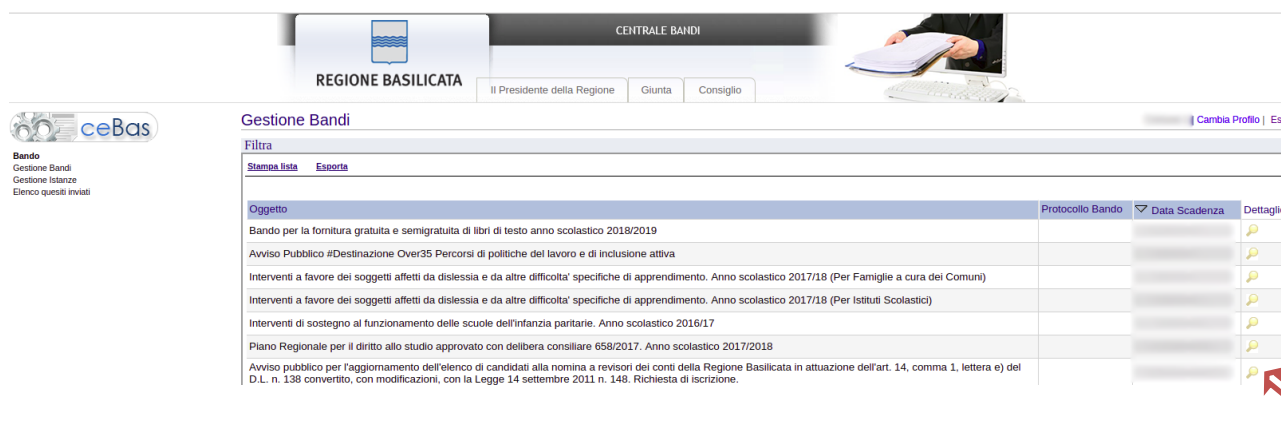 CENTRALE BANDI
REGIONE BASILICATA
Il Presidente della Regione
Giunta
Consiglio
ceBas
Gestione Bandi
Cambia Profilo |
Filtra
Bando
Gestione Bandi
Gestione Istanze
Elenco quesiti inviati
Stampa lista Esporta
Oggetto Protocollo Bando Data Scadenza
Bando per la fornitura gratuita e semigratuita di libri di testo anno scolastico 2018/2019
Avviso Pubblico #Destinazione Over35 Percorsi di politiche del lavoro e di inclusione attiva
Interventi a favore dei soggetti affetti da dislessia e da altre difficolta' specifiche di apprendimento. Anno scolastico 2017/18 (Per Famiglie a cura dei Comuni)
Interventi a favore dei soggetti affetti da dislessia e da altre difficolta' specifiche di apprendimento. Anno scolastico 2017/18 (Per Istituti Scolastici)
Interventi di sostegno al funzionamento delle scuole dell'infanzia paritarie. Anno scolastico 2016/17
Piano Regionale per il diritto allo studio approvato con delibera consiliare 658/2017. Anno scolastico 2017/2018
Avviso pubblico per l'aggiornamento dell'elenco di candidati alla nomina a revisori dei conti della Regione Basilicata in attuazione dell'art. 14, comma 1, lettera e) del
D.L. n. 138 convertito, con modificazioni, con la Legge 14 settembre 2011 n. 148. Richiesta di iscrizione.